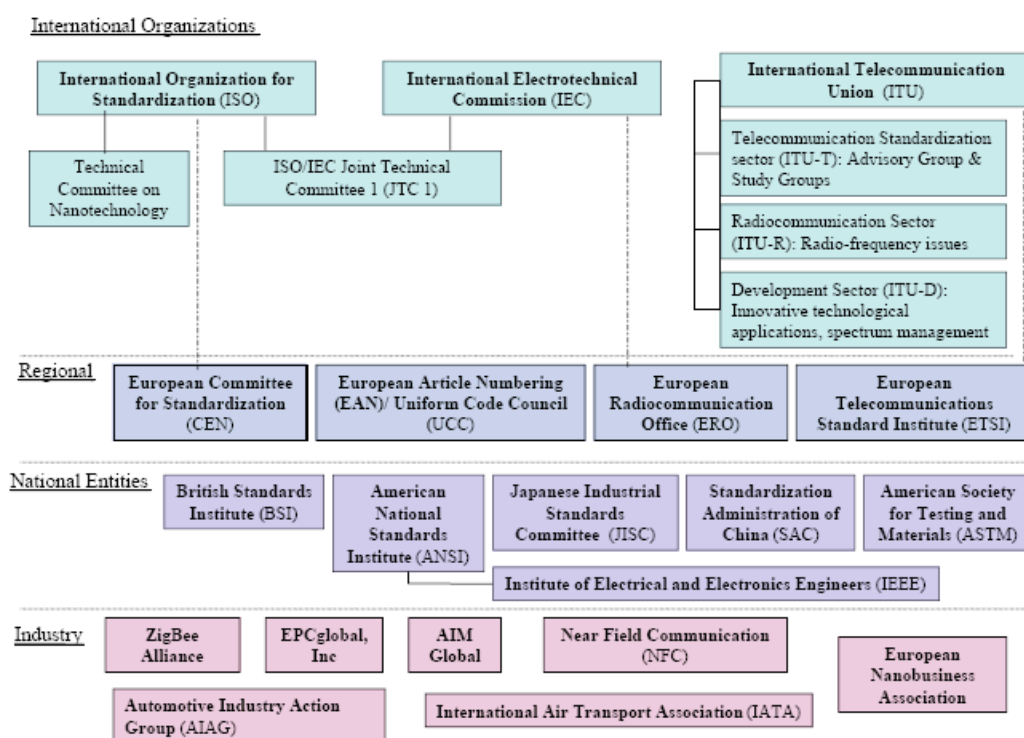 International Organizations
International Organization for
Standardization (ISO)
International Electrotechnical
Commission (IEC)
International Telecommunication
Union (ITU)
Technical
Committee on
Nanotechnology
ISO/IEC Joint Technical
Committee 1 (JTC 1)
Telecommunication Standardization
sector (ITU-T): Advisory Group &
Study Groups
Radiocommunication Sector
(ITU-R): Radio-frequency issues
Development Sector (ITU-D):
Innovative technological
applications, spectrum management
Regional
European Committee
for Standardization
(CEN)
European Article Numbering
(EAN)/ Uniform Code Council
(UCC)
European
Radiocommunication
Office (ERO)
European
Telecommunications
Standard Institute (ETSI)
National Entities
British Standards
Institute (BSI)
American
National
Standards
Institute (ANSI)
Japanese Industrial
Standards
Committee (JISC)
Standardization
Administration of
China (SAC)
American Society
for Testing and
Materials (ASTM)
Institute of Electrical and Electronics Engineers (IEEE)
Industry
ZigBee
Alliance
EPCglobal,
Inc
AIM
Global
Near Field Communication
(NFC)
European
Nanobusiness
Association
Automotive Industry Action
Group (AIAG)
International Air Transport Association (IATA)